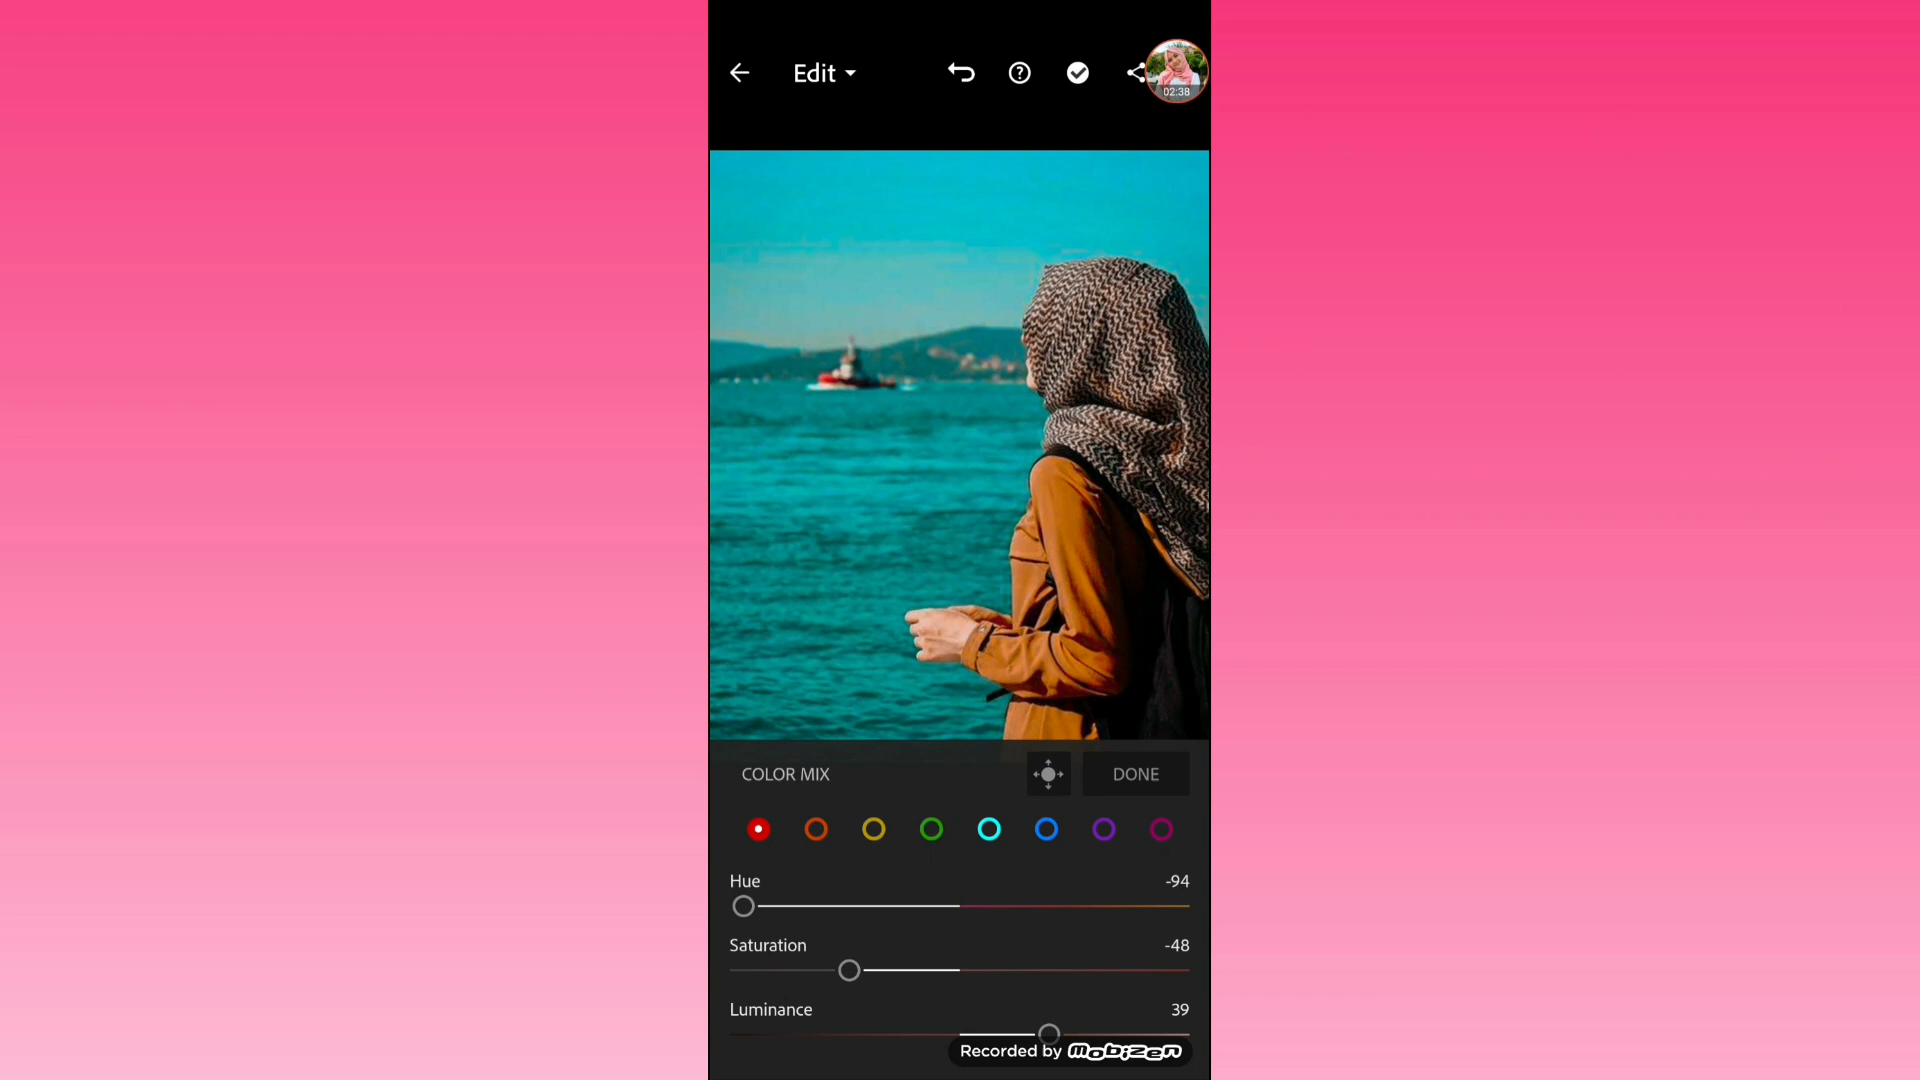 Edit
02:38
COLOR MIX
DONE
Hue
-94
Saturation
-48
Luminance
39
Recorded by Mobizen